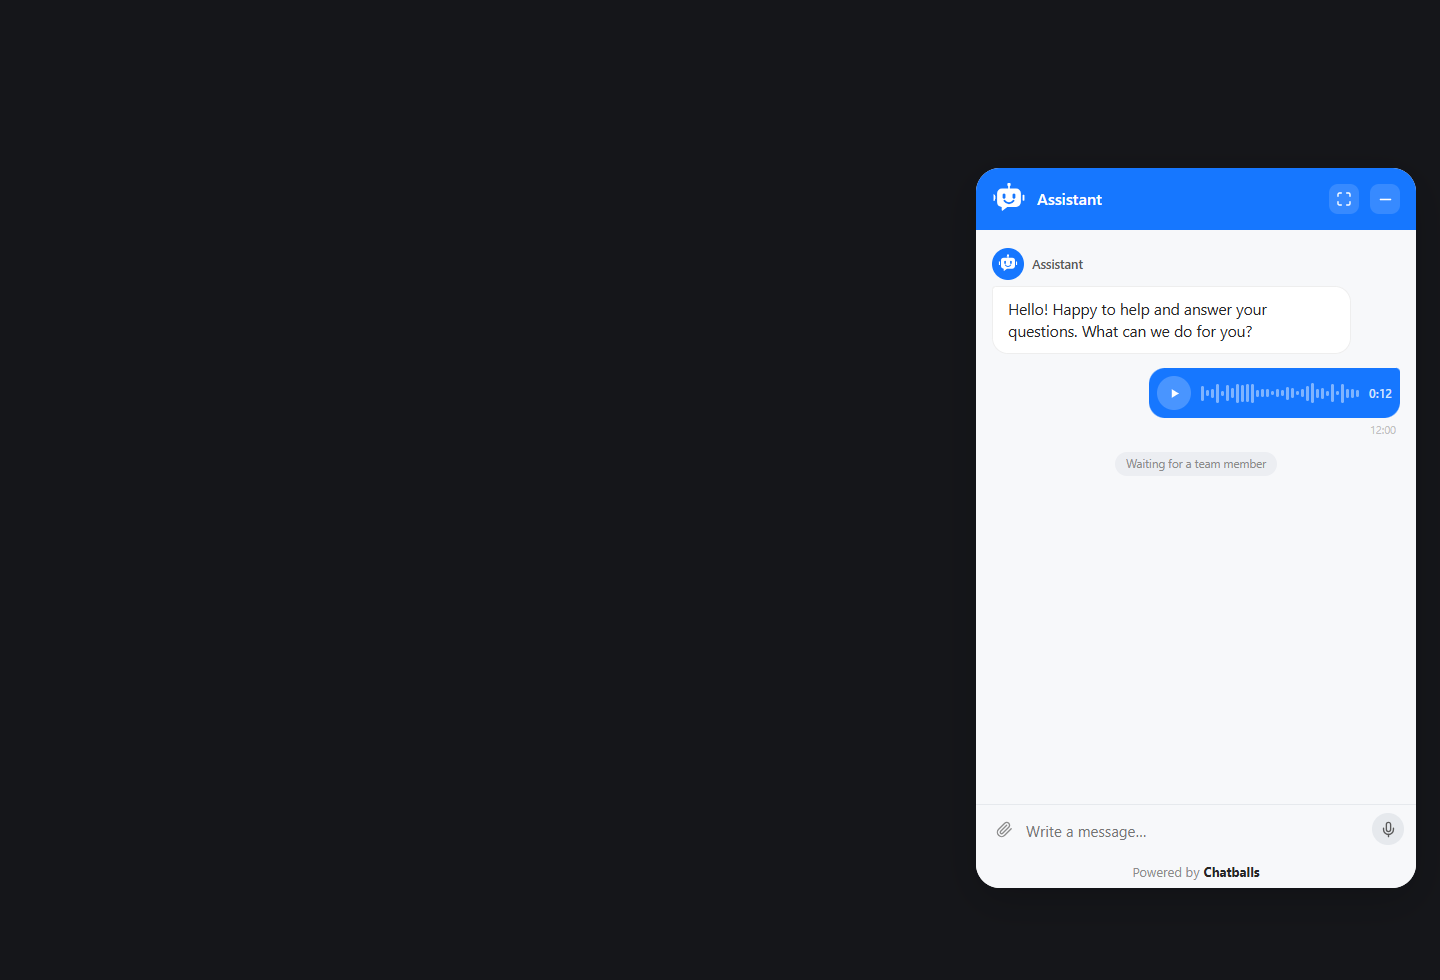 Assistant
Assistant
Hello! Happy to help and answer your
questions. What can we do for you?
0:12
12:00
Waiting for a team member
Write a message...
Powered by Chatballs